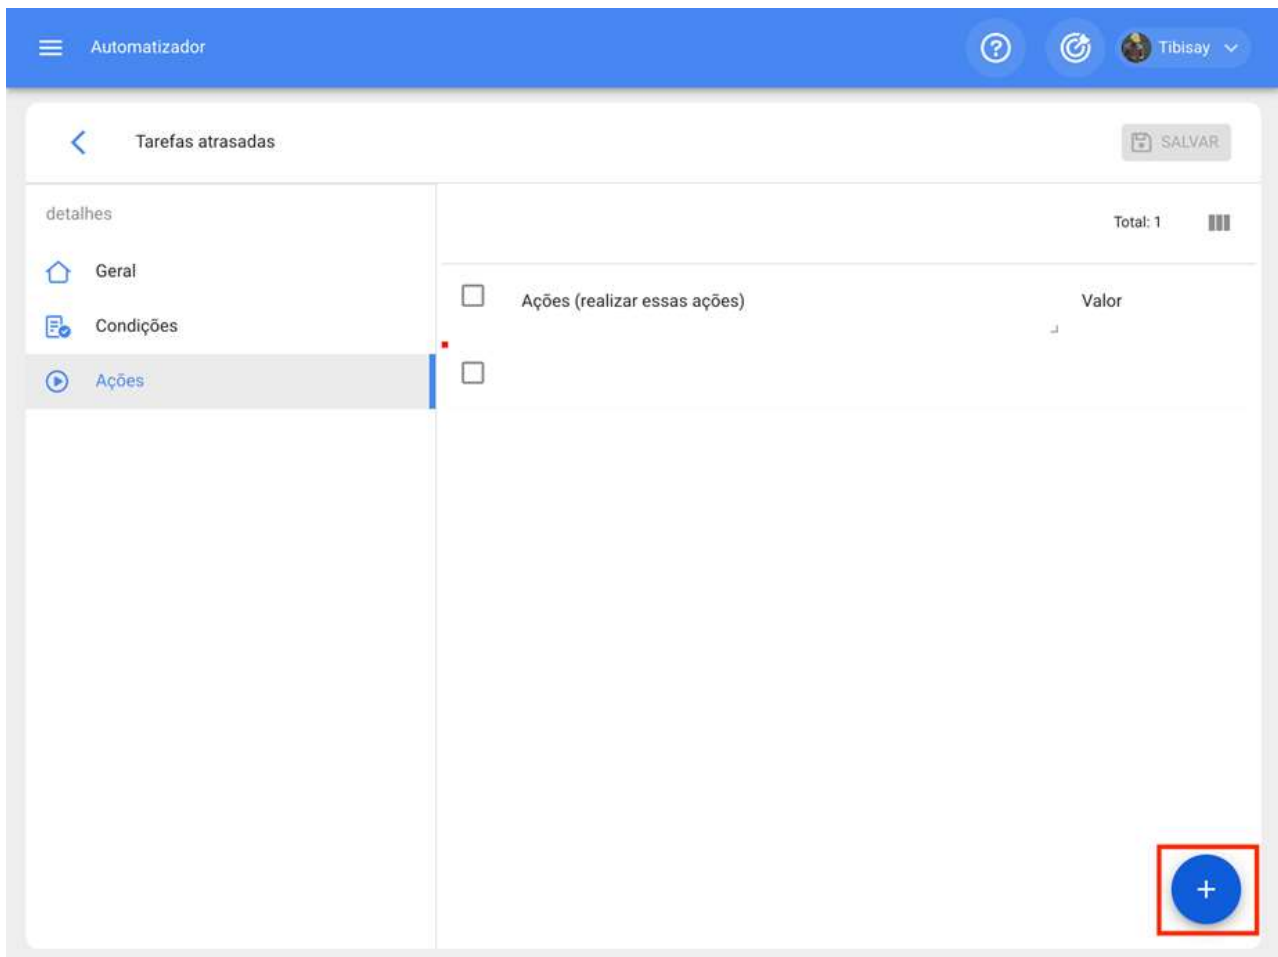 Automatizador
Tibisay
Tarefas atrasadas
SALVAR
detalhes
Total: 1
Geral
Ações (realizar essas ações)
Valor
Condições
Ações